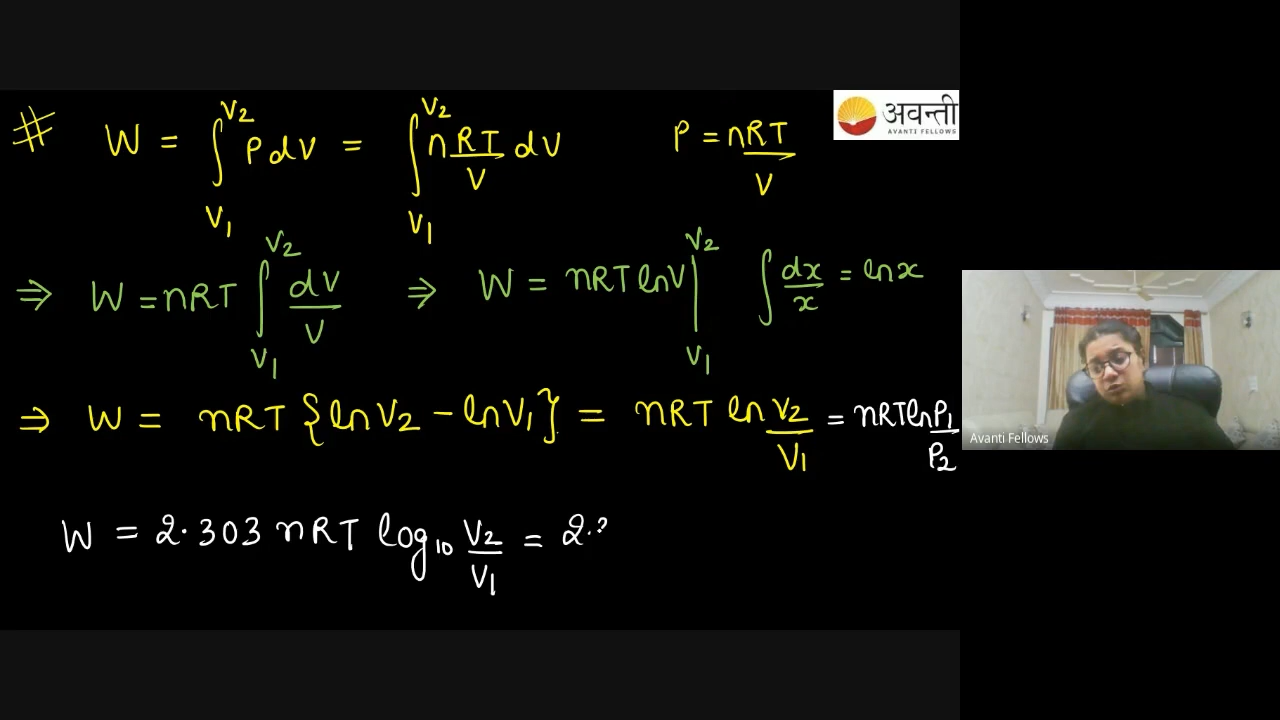 # W = ∫_{V1}^{V2} PdV = ∫_{V1}^{V2} nRT/V dV P = nRT/V
अवन्ती
AVANTI FELLOWS
⇒ W = nRT ∫_{V1}^{V2} dV/V ⇒ W = nRT lnV |_{V1}^{V2} ∫ dx/x = lnx
⇒ W = nRT {lnV2 - lnV1} = nRT ln V2/V1 = nRT ln P1/P2
Avanti Fellows
W = 2.303 nRT log₁₀ V2/V1 = 2.